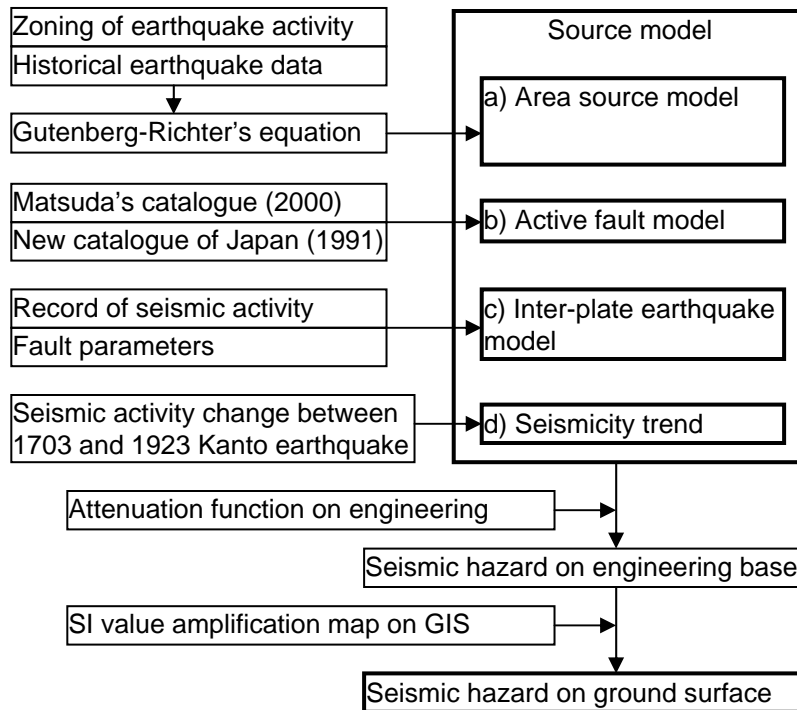 Zoning of earthquake activity
Historical earthquake data
Gutenberg-Richter's equation
Matsuda's catalogue (2000)
New catalogue of Japan (1991)
Record of seismic activity
Fault parameters
Seismic activity change between
1703 and 1923 Kanto earthquake
Source model
a) Area source model
b) Active fault model
c) Inter-plate earthquake
model
d) Seismicity trend
Attenuation function on engineering
Seismic hazard on engineering base
SI value amplification map on GIS
Seismic hazard on ground surface